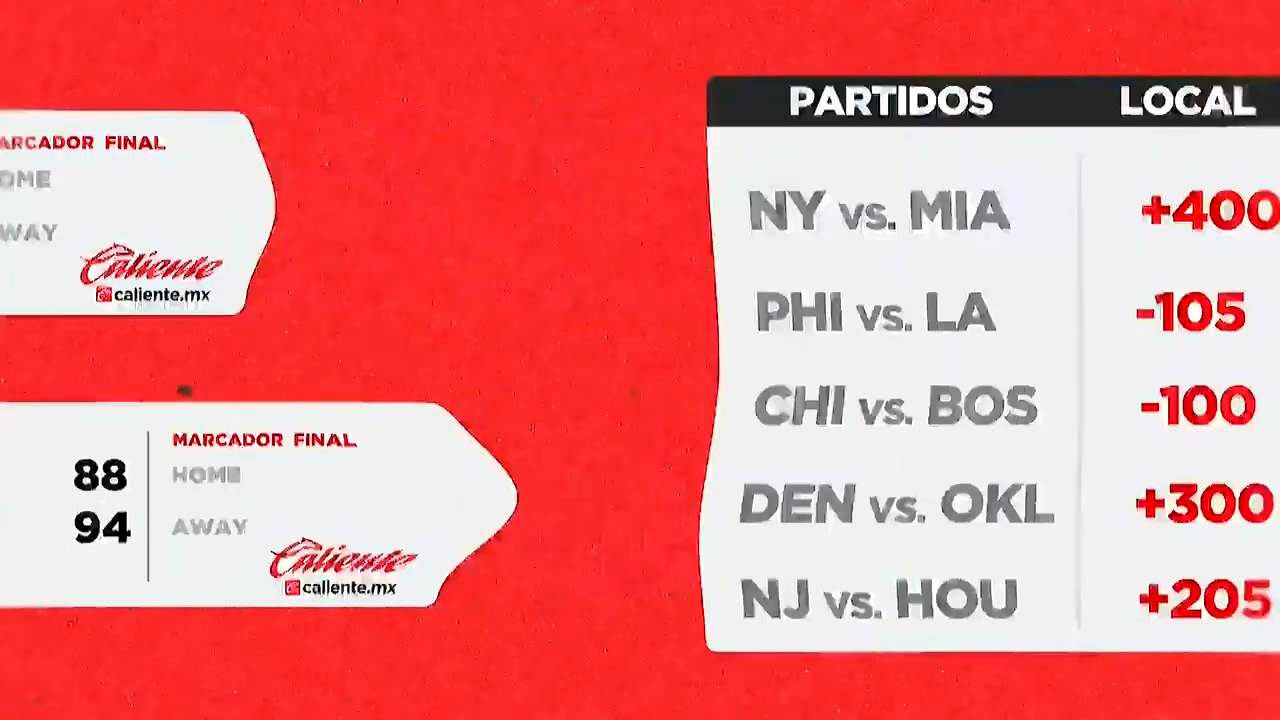 ARCADOR FINAL
OME
WAY
Caliente
caliente.mx
88
94
MARCADOR FINAL
HOME
AWAY
Caliente
caliente.mx
PARTIDOS LOCAL
NY vs. MIA +400
PHI vs. LA -105
CHI vs. BOS -100
DEN vs. OKL +300
NJ vs. HOU +205